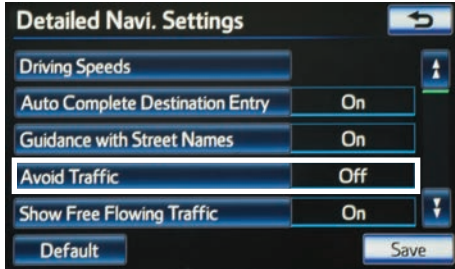 Detailed Navi. Settings
Driving Speeds
Auto Complete Destination Entry On
Guidance with Street Names On
Avoid Traffic Off
Show Free Flowing Traffic On
Default Save